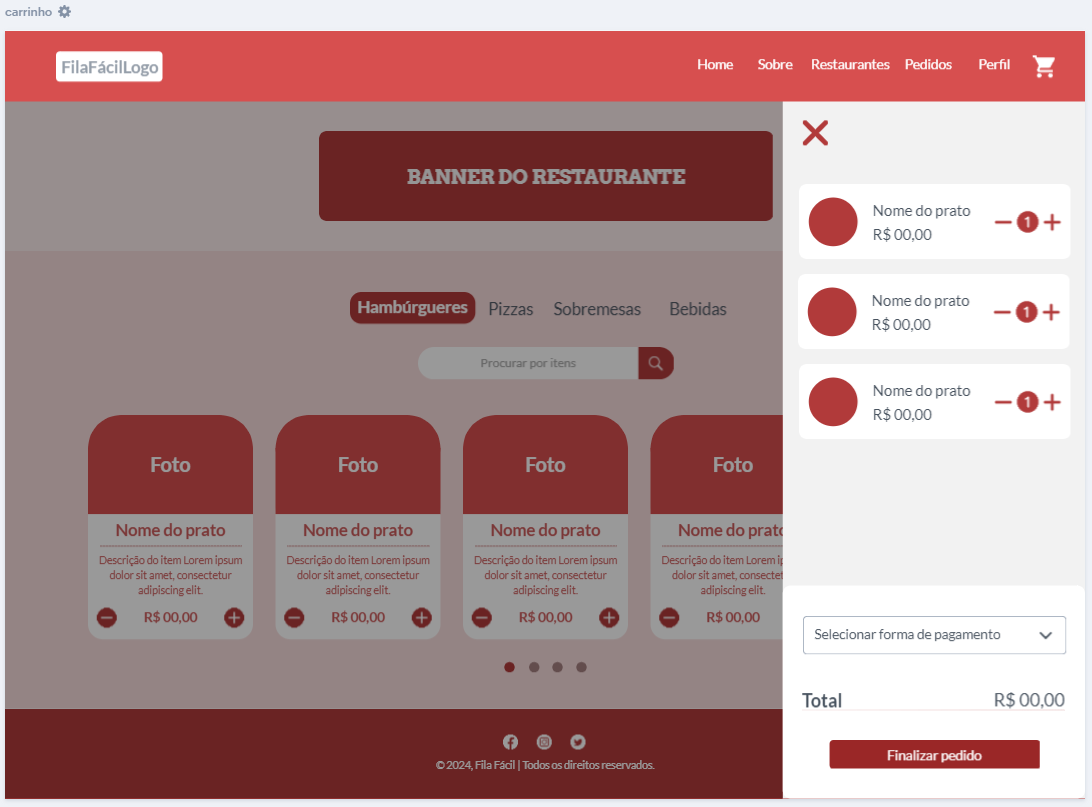 carrinho
FilaFácilLogo
Home Sobre Restaurantes Pedidos Perfil
BANNER DO RESTAURANTE
Hambúrgueres Pizzas Sobremesas Bebidas
Procurar por itens
Foto
Nome do prato
Descrição do item Lorem ipsum
dolor sit amet, consectetur
adipiscing elit.
R$ 00,00
Foto
Nome do prato
Descrição do item Lorem ipsum
dolor sit amet, consectetur
adipiscing elit.
R$ 00,00
Foto
Nome do prato
Descrição do item Lorem ipsum
dolor sit amet, consectetur
adipiscing elit.
R$ 00,00
Foto
Nome do prato
Descrição do item Lorem ips
dolor sit amet, consectet
adipiscing elit.
R$ 00,00
© 2024, Fila Fácil | Todos os direitos reservados.
Nome do prato
R$ 00,00
1
Nome do prato
R$ 00,00
1
Nome do prato
R$ 00,00
1
Selecionar forma de pagamento
Total R$ 00,00
Finalizar pedido